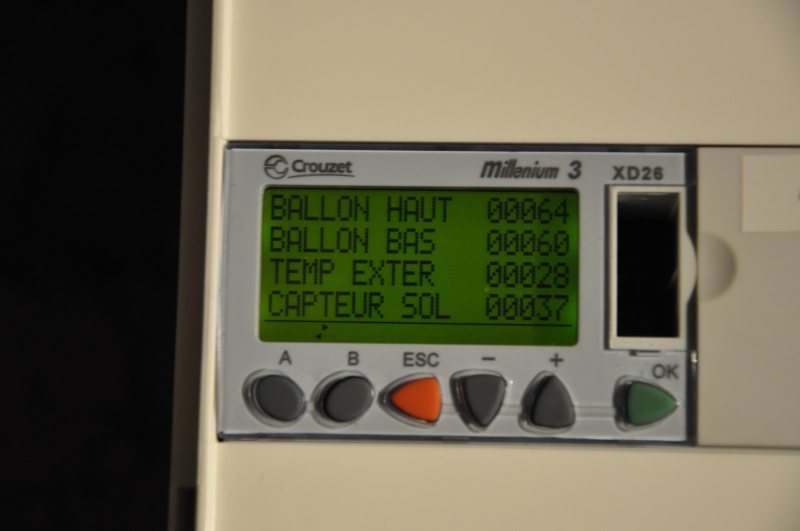 Crouzet millenium 3 XD26
BALLON HAUT 00064
BALLON BAS 00060
TEMP EXTER 00028
CAPTEUR SOL 00037
A B ESC - + OK